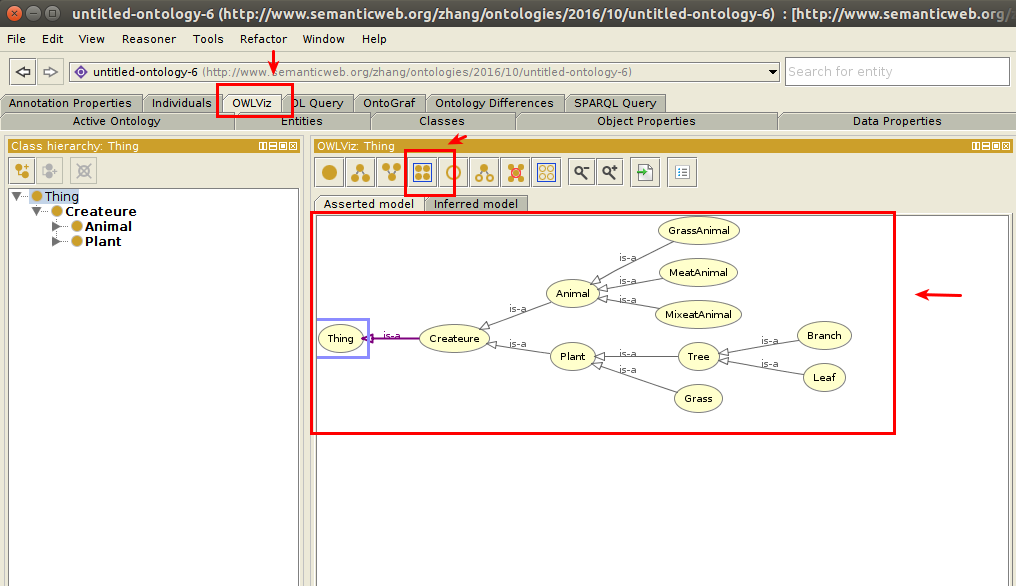 untitled-ontology-6 (http://www.semanticweb.org/zhang/ontologies/2016/10/untitled-ontology-6) : [http://www.semanticweb.org/
File Edit View Reasoner Tools Refactor Window Help
untitled-ontology-6 (http://www.semanticweb.org/zhang/ontologies/2016/10/untitled-ontology-6)
Search for entity
Annotation Properties Individuals OWLViz DL Query OntoGraf Ontology Differences SPARQL Query
Active Ontology Entities Classes Object Properties Data Properties
Class hierarchy: Thing
Thing
Createure
Animal
Plant
OWLViz: Thing
Asserted model Inferred model
GrassAnimal
is-a
MeatAnimal
is-a
Animal
is-a
is-a
MixeatAnimal
Thing
is-a
Createure
is-a
Plant
is-a
Tree
is-a
Branch
is-a
Leaf
is-a
Grass